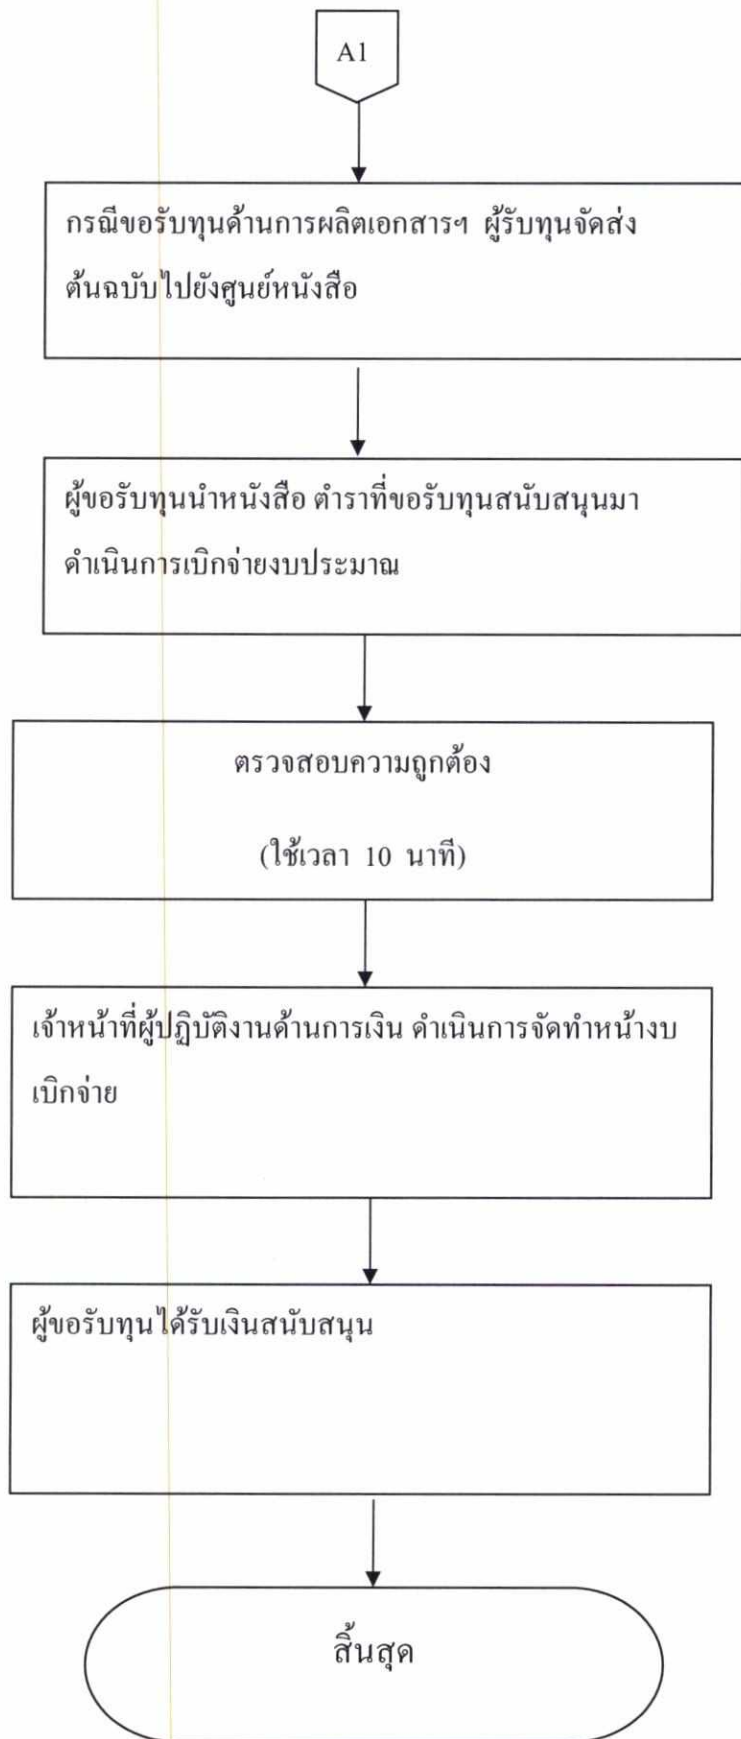 A1
กรณีขอรับทุนด้านการผลิตเอกสารฯ ผู้รับทุนจัดส่ง
ต้นฉบับไปยังศูนย์หนังสือ
ผู้ขอรับทุนนำหนังสือ ตำราที่ขอรับทุนสนับสนุนมา
ดำเนินการเบิกจ่ายงบประมาณ
ตรวจสอบความถูกต้อง
(ใช้เวลา 10 นาที)
เจ้าหน้าที่ผู้ปฏิบัติงานด้านการเงิน ดำเนินการจัดทำหน้างบ
เบิกจ่าย
ผู้ขอรับทุนได้รับเงินสนับสนุน
สิ้นสุด